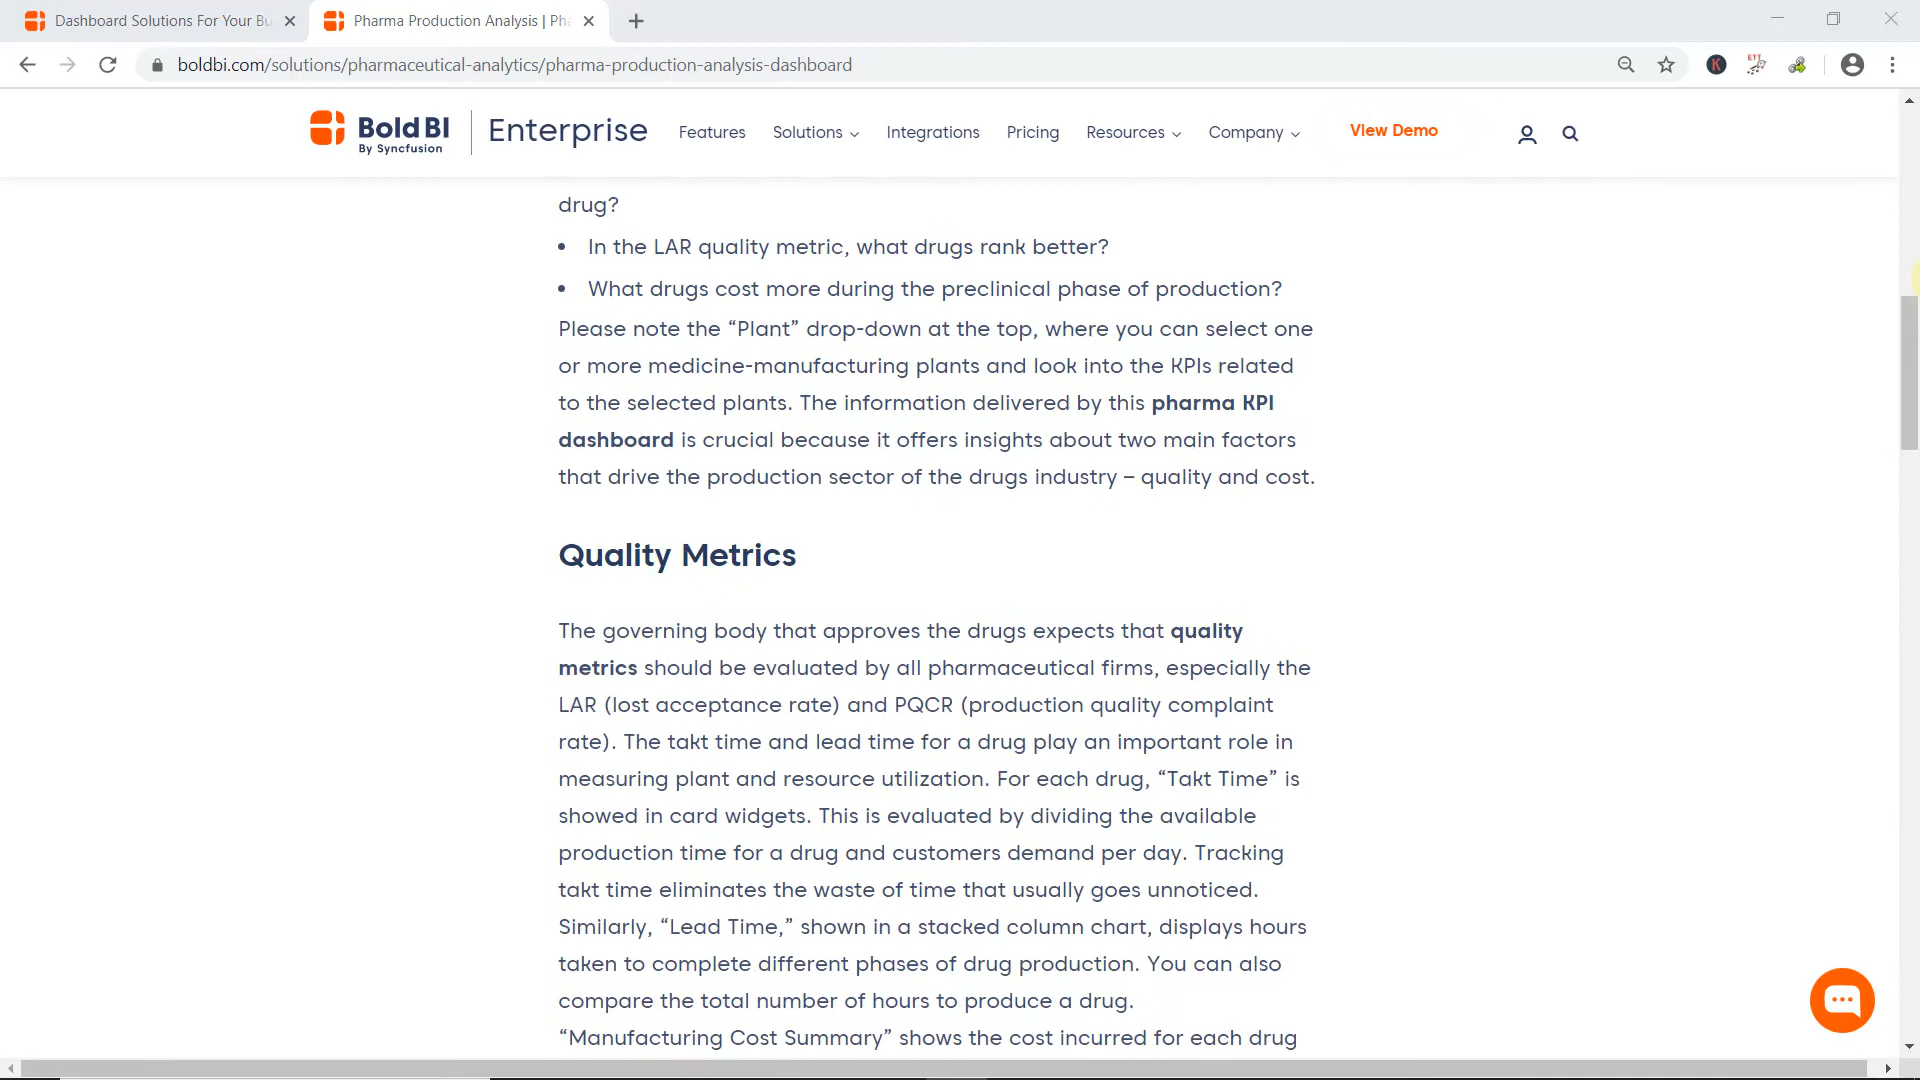 Dashboard Solutions For Your Bu
Pharma Production Analysis | Pha
boldbi.com/solutions/pharmaceutical-analytics/pharma-production-analysis-dashboard
K
ETT
Bold BI
By Syncfusion
Enterprise
Features
Solutions
Integrations
Pricing
Resources
Company
View Demo
drug?
• In the LAR quality metric, what drugs rank better?
• What drugs cost more during the preclinical phase of production?
Please note the “Plant” drop-down at the top, where you can select one
or more medicine-manufacturing plants and look into the KPIs related
to the selected plants. The information delivered by this pharma KPI
dashboard is crucial because it offers insights about two main factors
that drive the production sector of the drugs industry – quality and cost.
Quality Metrics
The governing body that approves the drugs expects that quality
metrics should be evaluated by all pharmaceutical firms, especially the
LAR (lost acceptance rate) and PQCR (production quality complaint
rate). The takt time and lead time for a drug play an important role in
measuring plant and resource utilization. For each drug, “Takt Time” is
showed in card widgets. This is evaluated by dividing the available
production time for a drug and customers demand per day. Tracking
takt time eliminates the waste of time that usually goes unnoticed.
Similarly, “Lead Time,” shown in a stacked column chart, displays hours
taken to complete different phases of drug production. You can also
compare the total number of hours to produce a drug.
“Manufacturing Cost Summary” shows the cost incurred for each drug